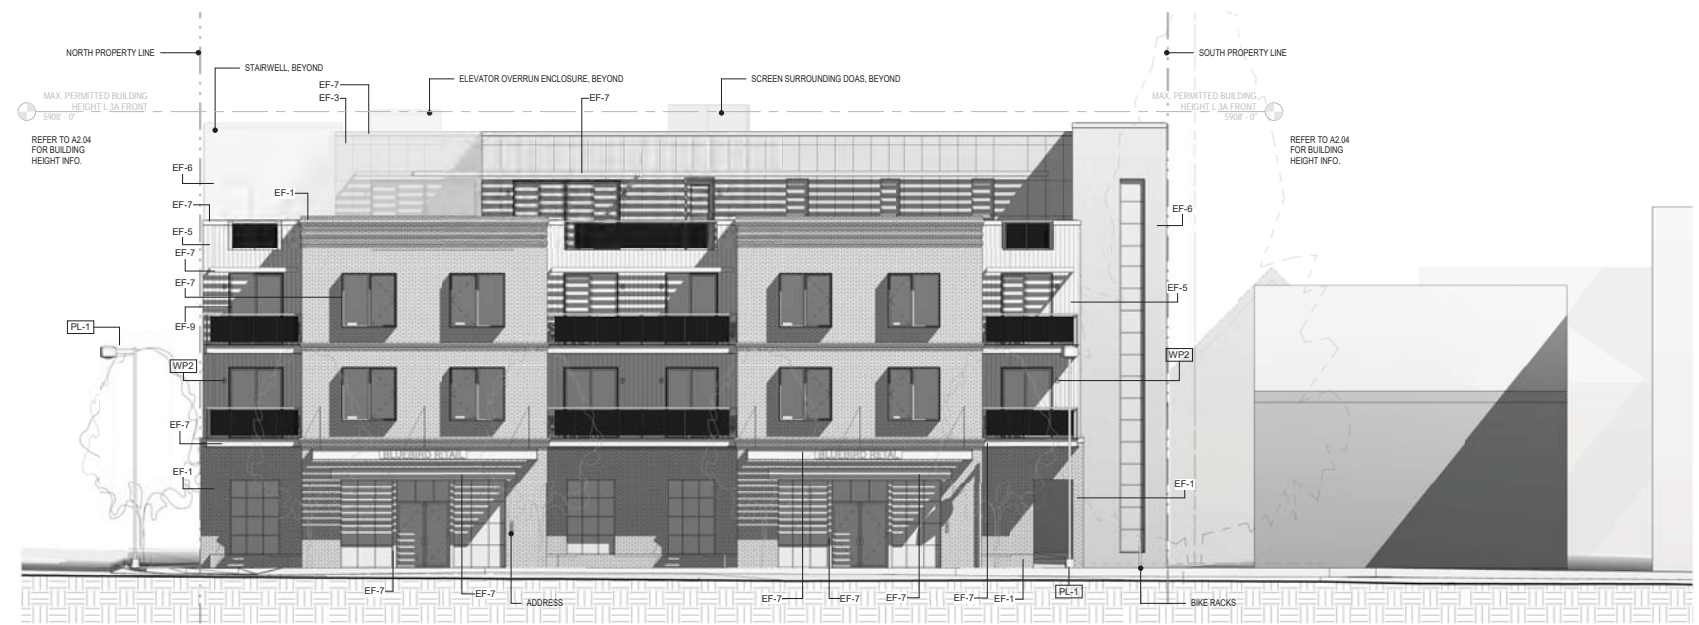 NORTH PROPERTY LINE
SOUTH PROPERTY LINE
STAIRWELL, BEYOND
ELEVATOR OVERRUN ENCLOSURE, BEYOND
SCREEN SURROUNDING DOAS, BEYOND
EF-7
EF-3
EF-7
MAX. PERMITTED BUILDING
HEIGHT L 3A FRONT
5908' - 0"
MAX. PERMITTED BUILDING
HEIGHT L 3A FRONT
5908' - 0"
REFER TO A2.04
FOR BUILDING
HEIGHT INFO.
REFER TO A2.04
FOR BUILDING
HEIGHT INFO.
EF-6
EF-1
EF-7
EF-6
EF-5
EF-7
EF-7
EF-5
EF-9
PL-1
WP2
WP2
EF-7
BLUEBIRD RETAIL
BLUEBIRD RETAL
EF-1
EF-1
EF-7
EF-7
ADDRESS
EF-7
EF-7
EF-7
EF-7
EF-1
PL-1
BIKE RACKS